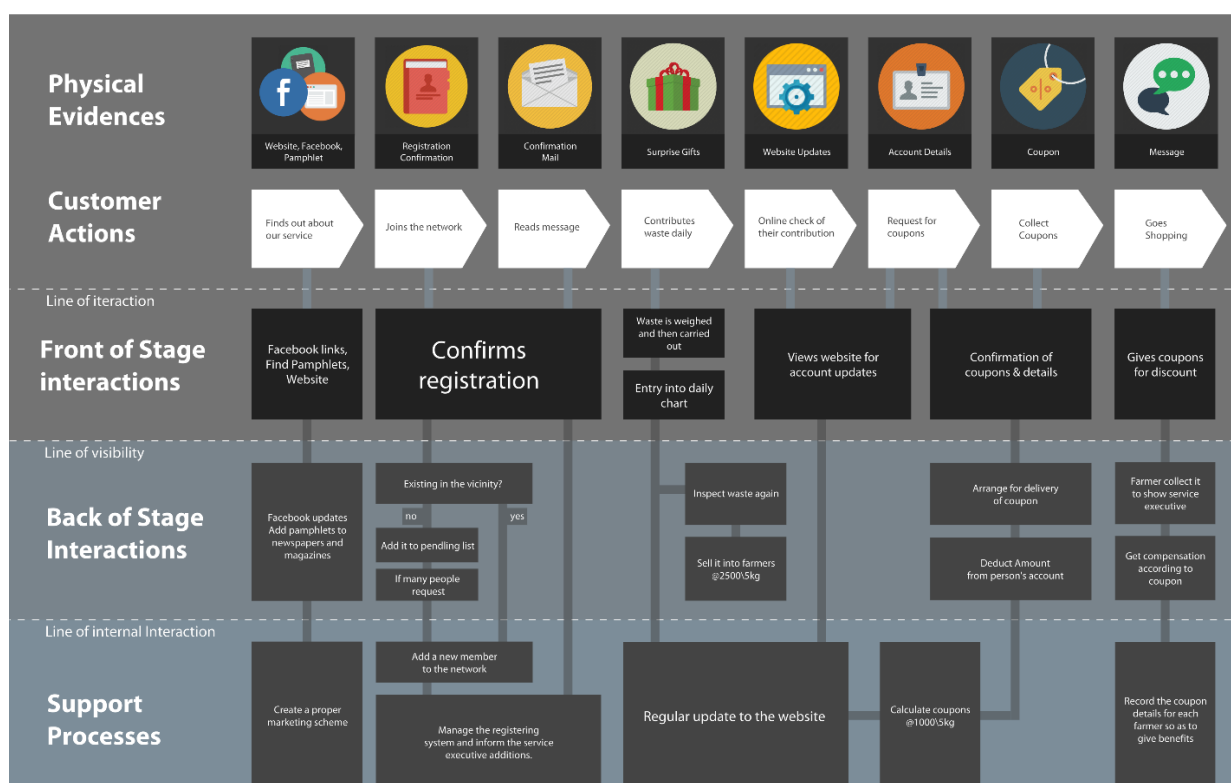 Physical
Evidences
Website, Facebook,
Pamphlet
Registration
Confirmation
Confirmation
Mail
Surprise Gifts
Website Updates
Account Details
Coupon
Message
Customer
Actions
Finds out about
our service
Joins the network
Reads message
Contributes
waste daily
Online check of
their contribution
Request for
coupons
Collect
Coupons
Goes
Shopping
Line of iteraction
Front of Stage
interactions
Facebook links,
Find Pamphlets,
Website
Confirms
registration
Waste is weighed
and then carried
out
Entry into daily
chart
Views website for
account updates
Confirmation of
coupons & details
Gives coupons
for discount
Line of visibility
Back of Stage
Interactions
Facebook updates
Add pamphlets to
newspapers and
magazines
Existing in the vicinity?
no
yes
Add it to pendling list
If many people
request
Inspect waste again
Sell it into farmers
@2500\5kg
Arrange for delivery
of coupon
Deduct Amount
from person's account
Farmer collect it
to show service
executive
Get compensation
according to
coupon
Line of internal Interaction
Support
Processes
Create a proper
marketing scheme
Add a new member
to the network
Manage the registering
system and inform the service
executive additions.
Regular update to the website
Calculate coupons
@1000\5kg
Record the coupon
details for each
farmer so as to
give benefits